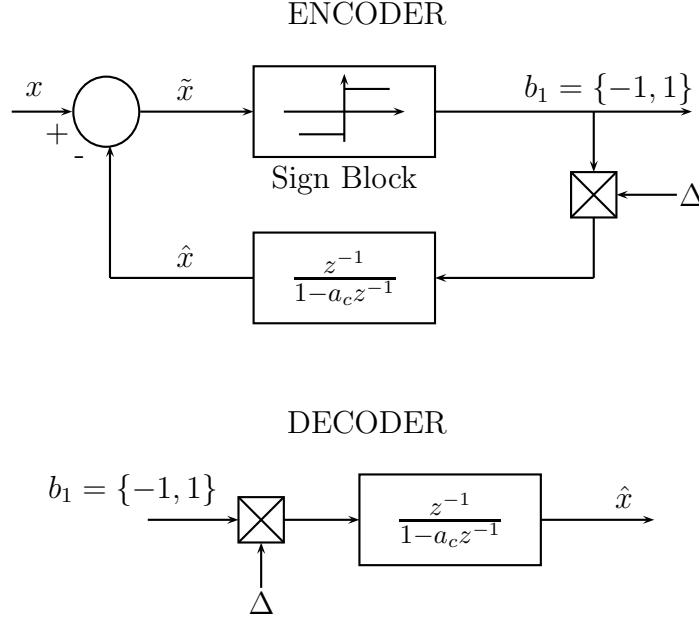 ENCODER
x
x̃
b₁ = {−1, 1}
+
-
Sign Block
Δ
x̂
z⁻¹
1−a_c z⁻¹
DECODER
b₁ = {−1, 1}
z⁻¹
1−a_c z⁻¹
x̂
Δ